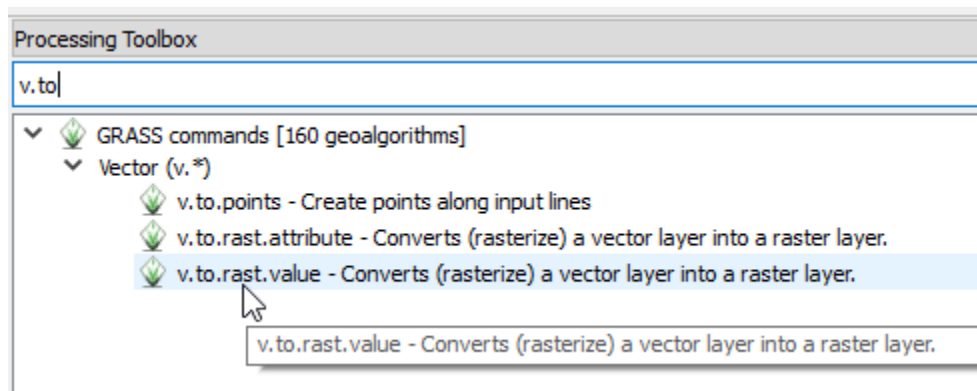 Processing Toolbox
v.to
GRASS commands [160 geoalgorithms]
Vector (v.*)
v.to.points - Create points along input lines
v.to.rast.attribute - Converts (rasterize) a vector layer into a raster layer.
v.to.rast.value - Converts (rasterize) a vector layer into a raster layer.
v.to.rast.value - Converts (rasterize) a vector layer into a raster layer.